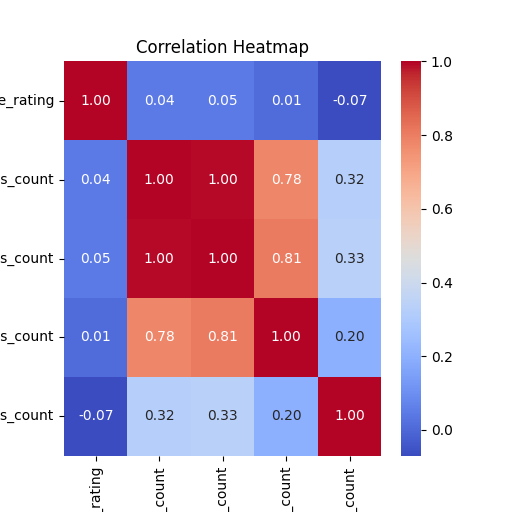 Correlation Heatmap
e_rating 1.00 0.04 0.05 0.01 -0.07
s_count 0.04 1.00 1.00 0.78 0.32
s_count 0.05 1.00 1.00 0.81 0.33
s_count 0.01 0.78 0.81 1.00 0.20
s_count -0.07 0.32 0.33 0.20 1.00
_rating _count _count _count _count
1.0
0.8
0.6
0.4
0.2
0.0